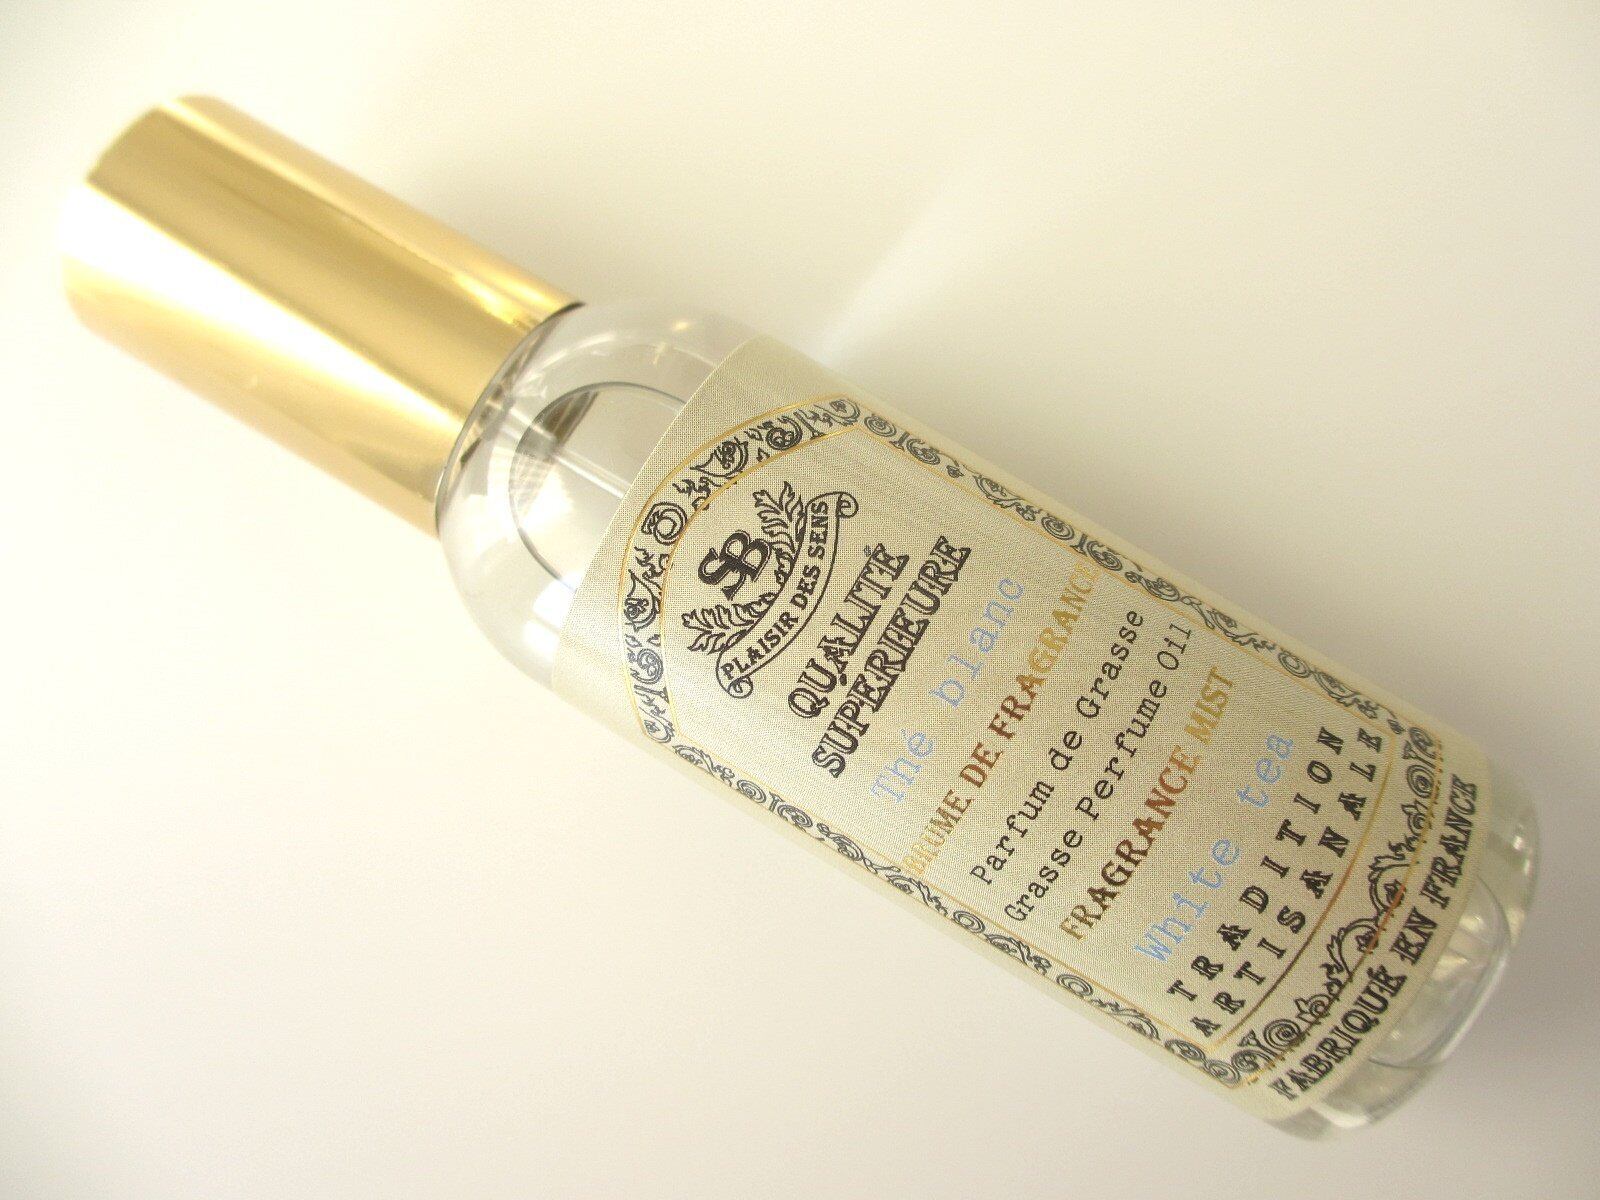 SB
PLAISIR DES SENS
QUALITÉ
SUPERIEURE
Thé blanc
BRUME DE FRAGRANCE
Parfum de Grasse
Grasse Perfume Oil
FRAGRANCE MIST
White tea
TRADITION
ARTISANALE
FABRIQUÉ EN FRANCE